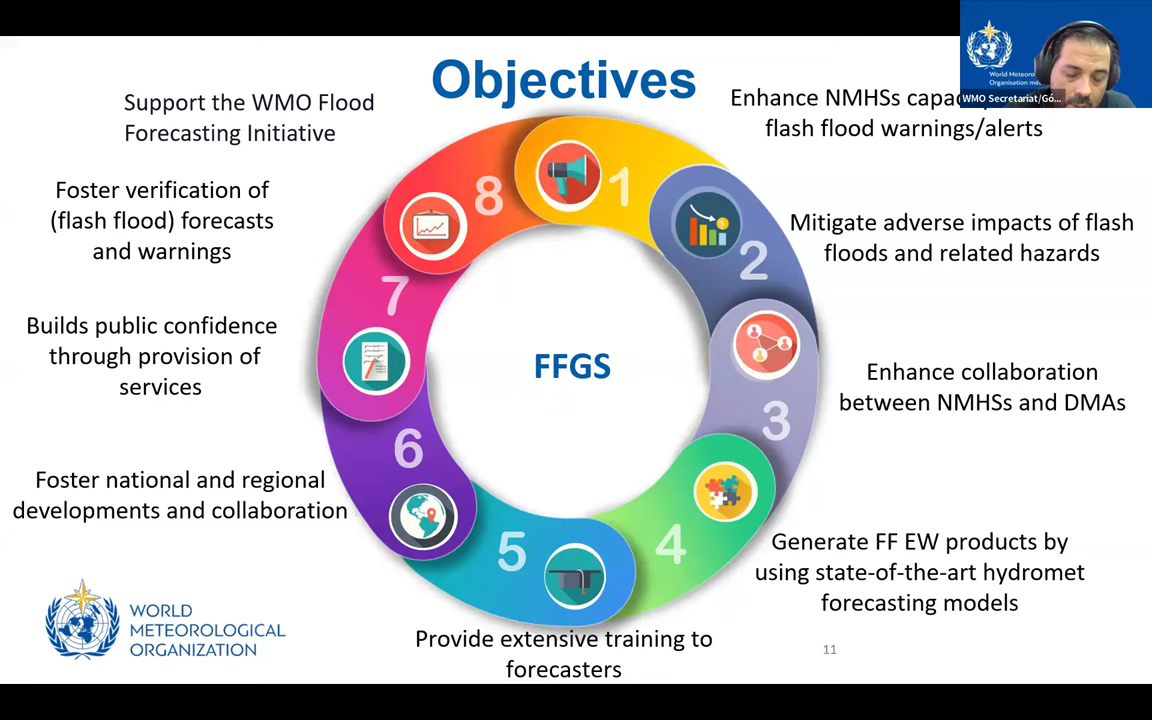 Objectives
World Meteorol
Organisation mé
WMO Secretariat/Gó...
Enhance NMHSs
flash flood warnings/alerts
1
Mitigate adverse impacts of flash
floods and related hazards
2
Enhance collaboration
between NMHSs and DMAs
3
Generate FF EW products by
using state-of-the-art hydromet
forecasting models
4
Provide extensive training to
forecasters
5
Foster national and regional
developments and collaboration
6
Builds public confidence
through provision of
services
7
Foster verification of
(flash flood) forecasts
and warnings
8
Support the WMO Flood
Forecasting Initiative
FFGS
WORLD
METEOROLOGICAL
ORGANIZATION
11